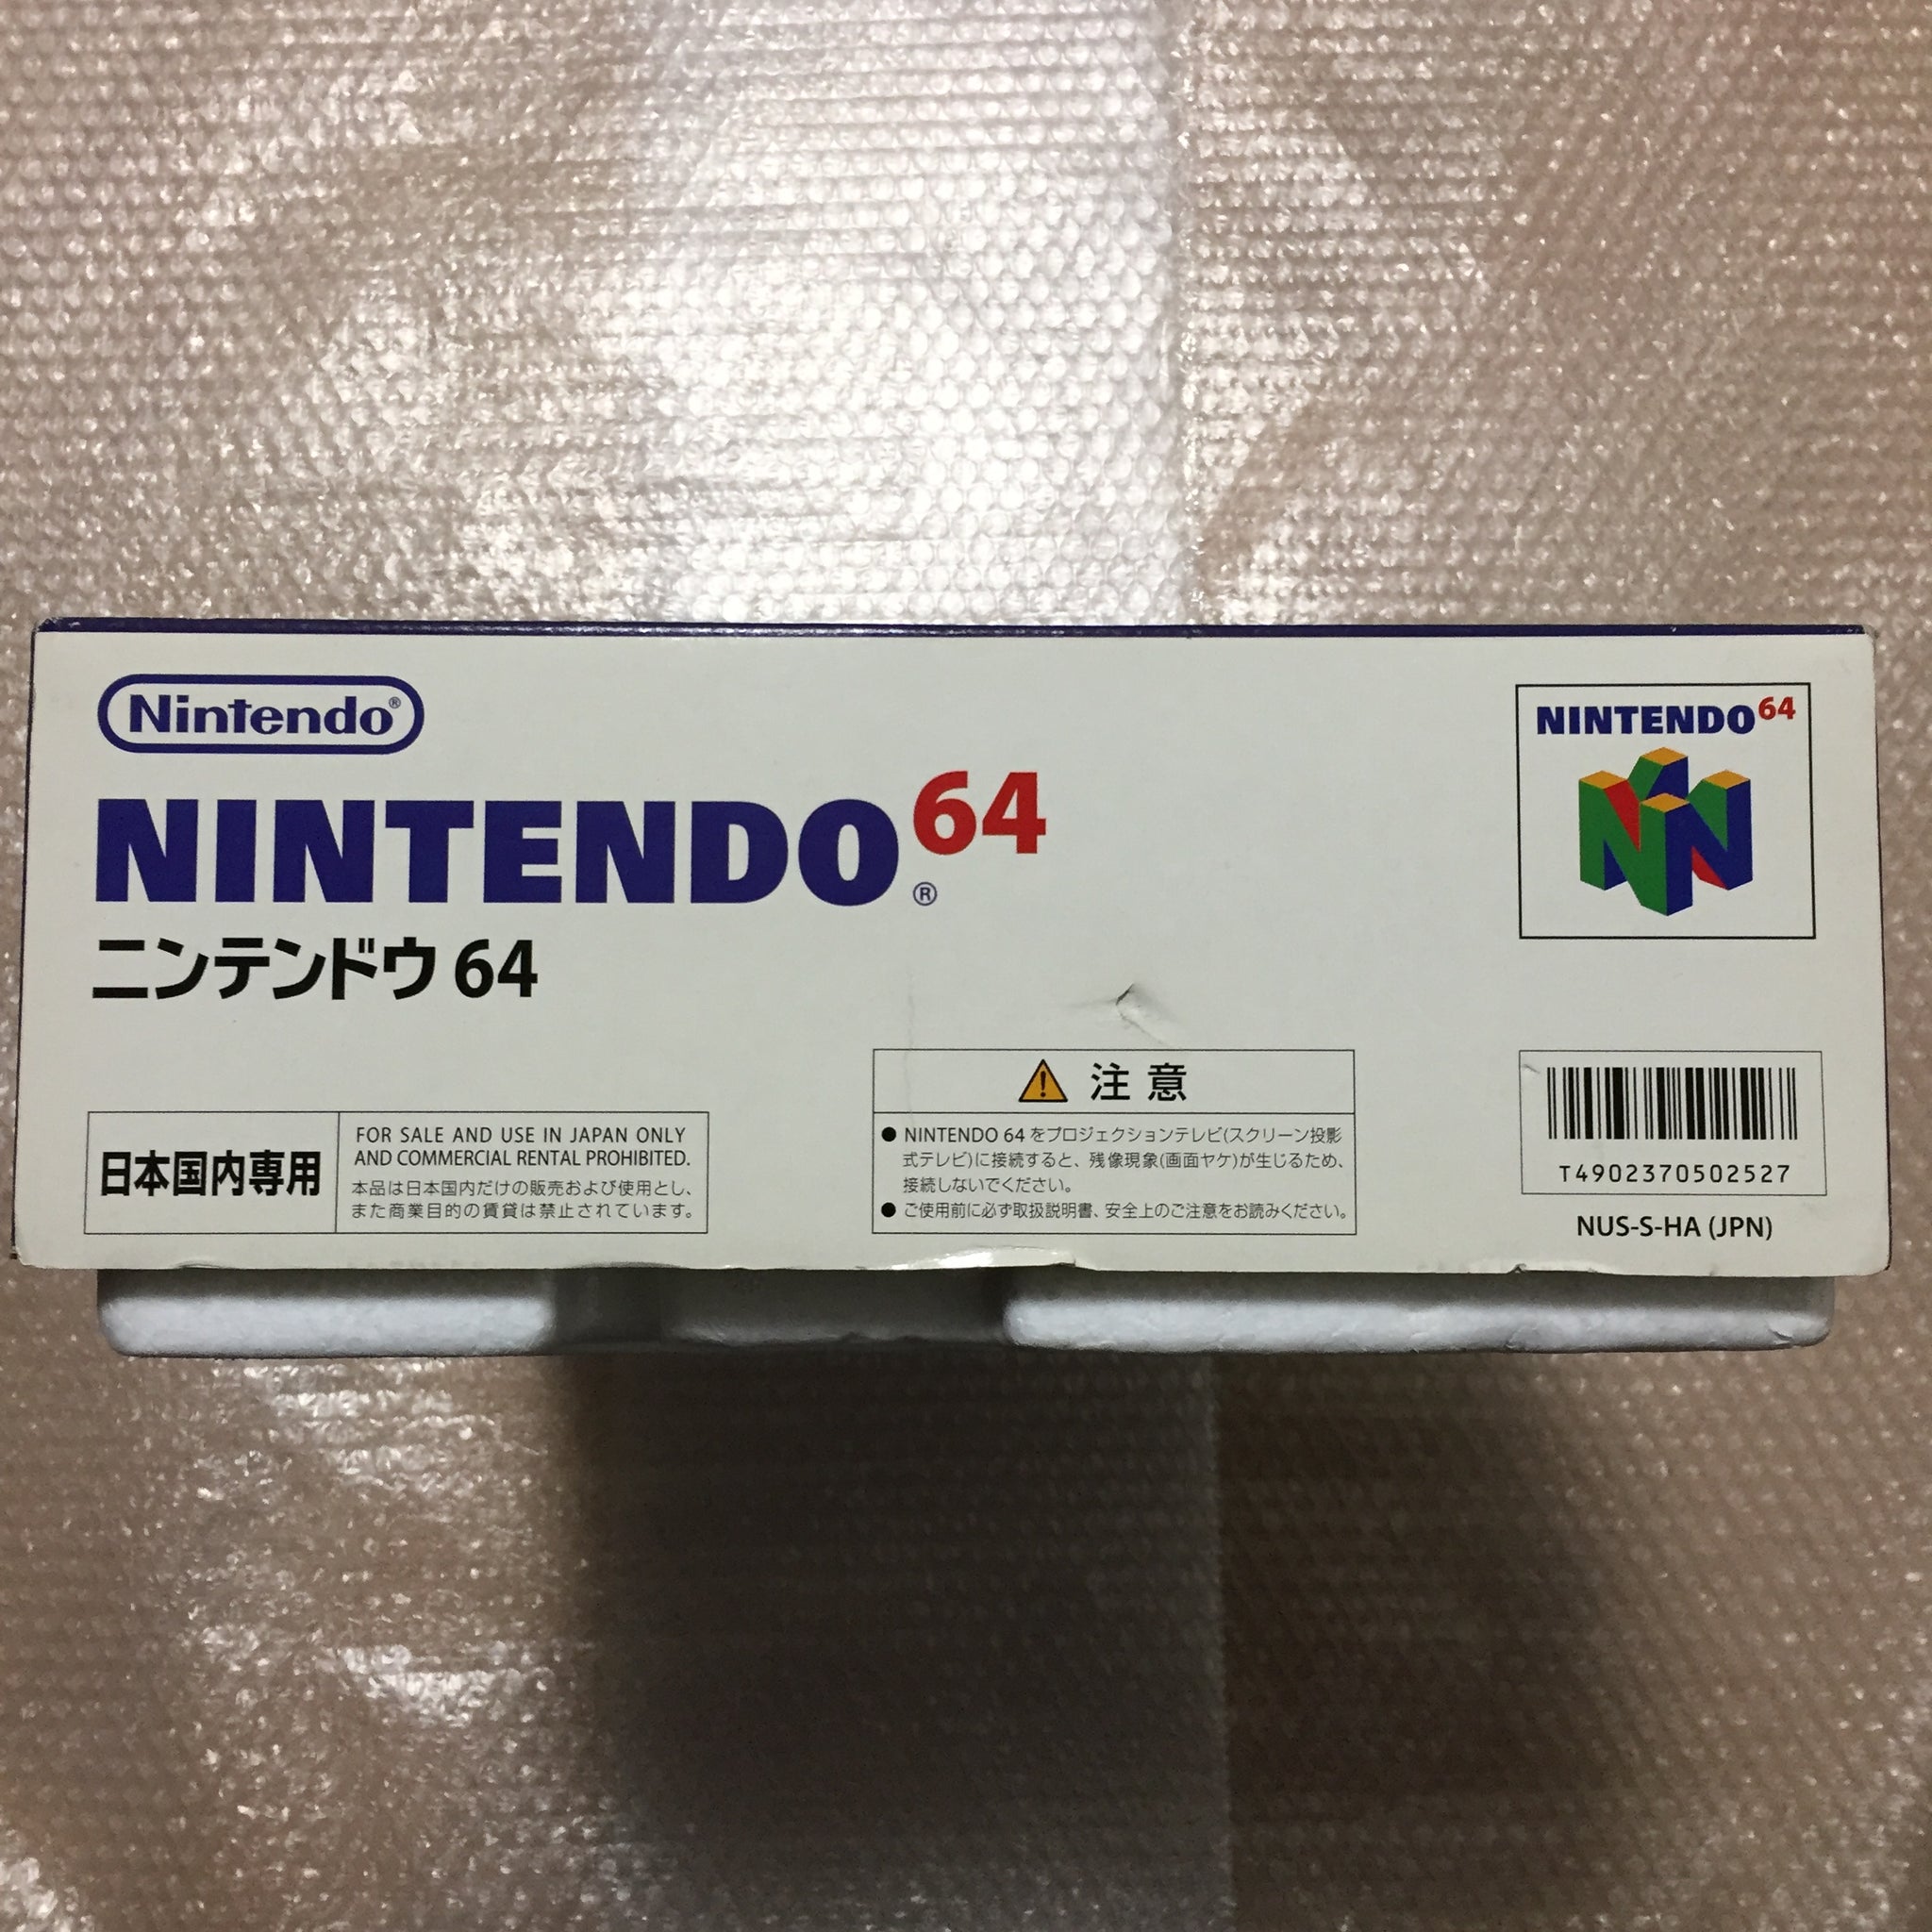 Nintendo®
NINTENDO64®
ニンテンドウ64
日本国内専用
FOR SALE AND USE IN JAPAN ONLY
AND COMMERCIAL RENTAL PROHIBITED.
本品は日本国内だけの販売および使用とし、
また商業目的の賃貸は禁止されています。
注意
● NINTENDO 64をプロジェクションテレビ(スクリーン投影
式テレビ)に接続すると、残像現象(画面ヤケ)が生じるため、
接続しないでください。
● ご使用前に必ず取扱説明書、安全上のご注意をお読みください。
NINTENDO64
T4902370502527
NUS-S-HA (JPN)